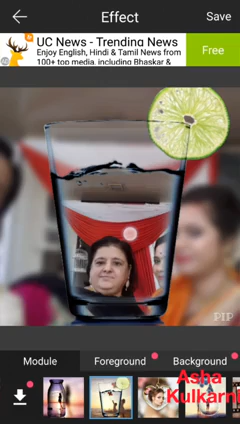 Effect
Save
UC News - Trending News
Enjoy English, Hindi & Tamil News from
100+ top media, including Bhaskar &
Free
PIP
Module
Foreground
Background
Asha
Kulkarni